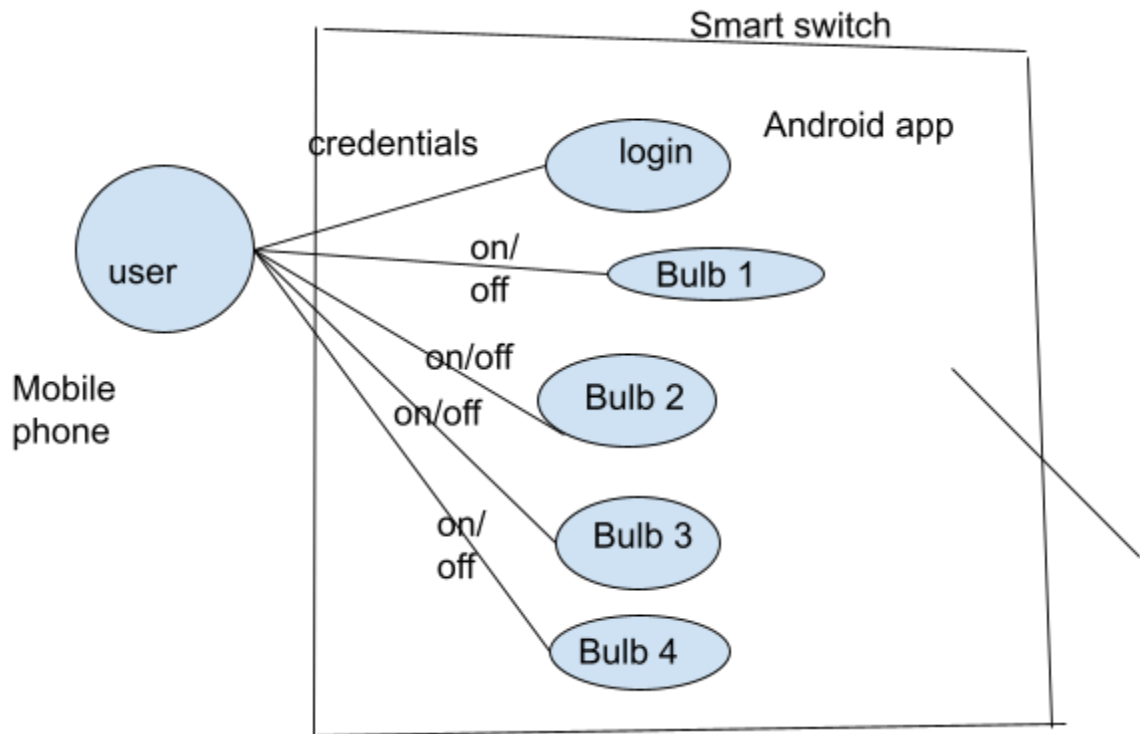 Smart switch
Android app
credentials
login
user
on/
off
Bulb 1
on/off
Bulb 2
Mobile
phone
on/off
on/
off
Bulb 3
Bulb 4